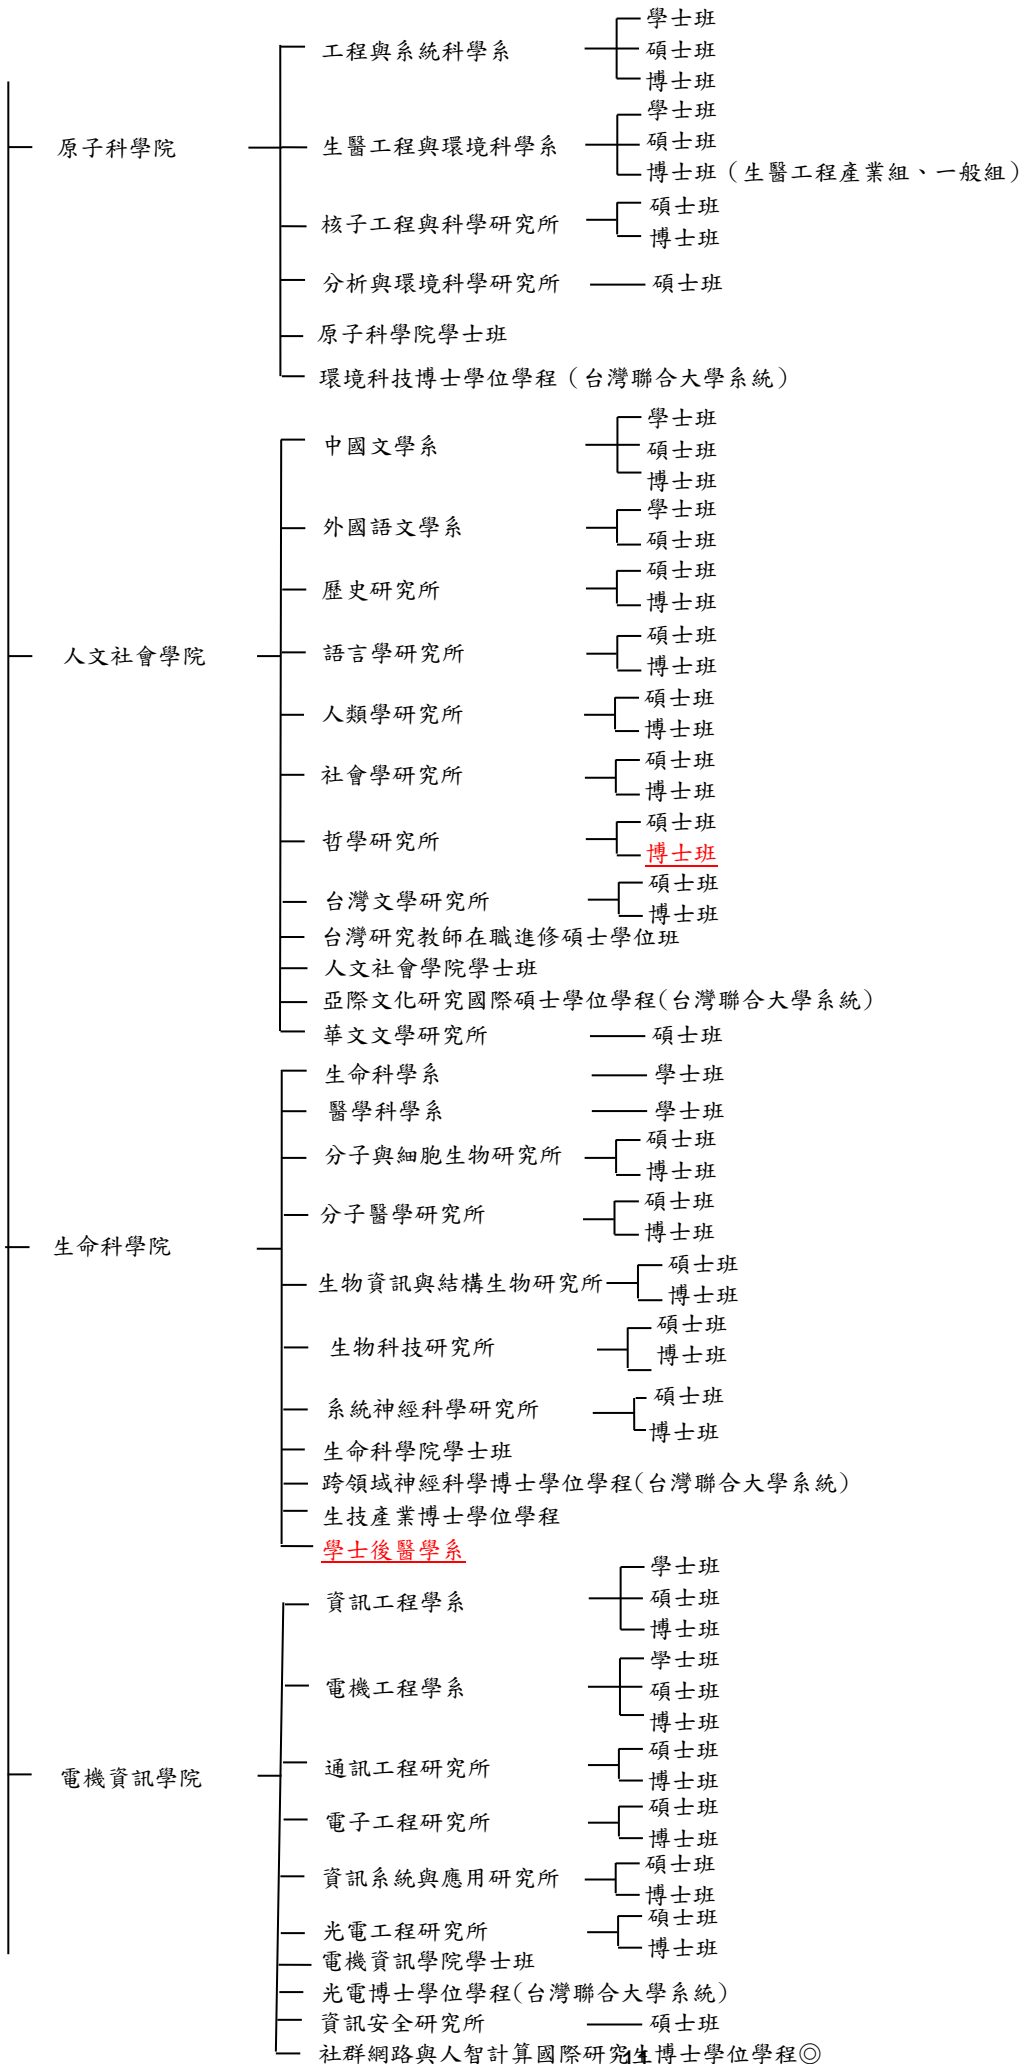 原子科學院
工程與系統科學系
學士班
碩士班
博士班
生醫工程與環境科學系
學士班
碩士班
博士班（生醫工程產業組、一般組）
核子工程與科學研究所
碩士班
博士班
分析與環境科學研究所
碩士班
原子科學院學士班
環境科技博士學位學程（台灣聯合大學系統）
人文社會學院
中國文學系
學士班
碩士班
博士班
外國語文學系
學士班
碩士班
歷史研究所
碩士班
博士班
語言學研究所
碩士班
博士班
人類學研究所
碩士班
博士班
社會學研究所
碩士班
博士班
哲學研究所
碩士班
博士班
台灣文學研究所
碩士班
博士班
台灣研究教師在職進修碩士學位班
人文社會學院學士班
亞際文化研究國際碩士學位學程(台灣聯合大學系統)
華文文學研究所
碩士班
生命科學院
生命科學系
學士班
醫學科學系
學士班
分子與細胞生物研究所
碩士班
博士班
分子醫學研究所
碩士班
博士班
生物資訊與結構生物研究所
碩士班
博士班
生物科技研究所
碩士班
博士班
系統神經科學研究所
碩士班
博士班
生命科學院學士班
跨領域神經科學博士學位學程(台灣聯合大學系統)
生技產業博士學位學程
學士後醫學系
電機資訊學院
資訊工程學系
學士班
碩士班
博士班
電機工程學系
學士班
碩士班
博士班
通訊工程研究所
碩士班
博士班
電子工程研究所
碩士班
博士班
資訊系統與應用研究所
碩士班
博士班
光電工程研究所
碩士班
博士班
電機資訊學院學士班
光電博士學位學程(台灣聯合大學系統)
資訊安全研究所
碩士班
社群網路與人智計算國際研究生博士學位學程◎